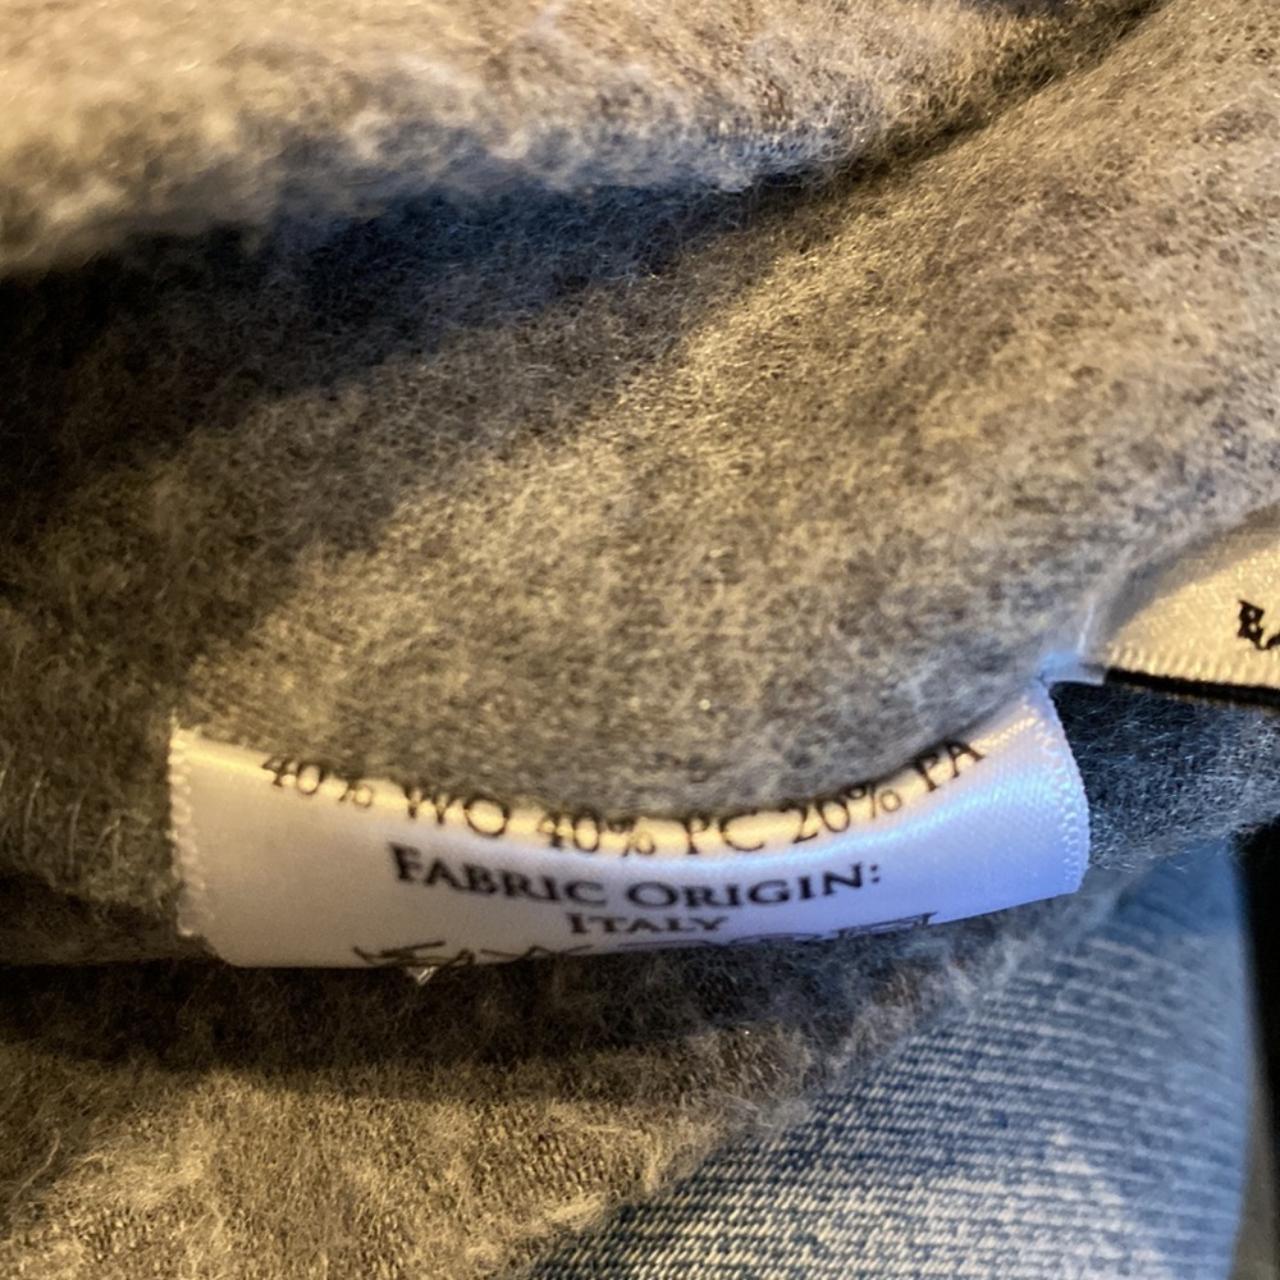 40% WO 40% PC 20% PA
FABRIC ORIGIN:
ITALY